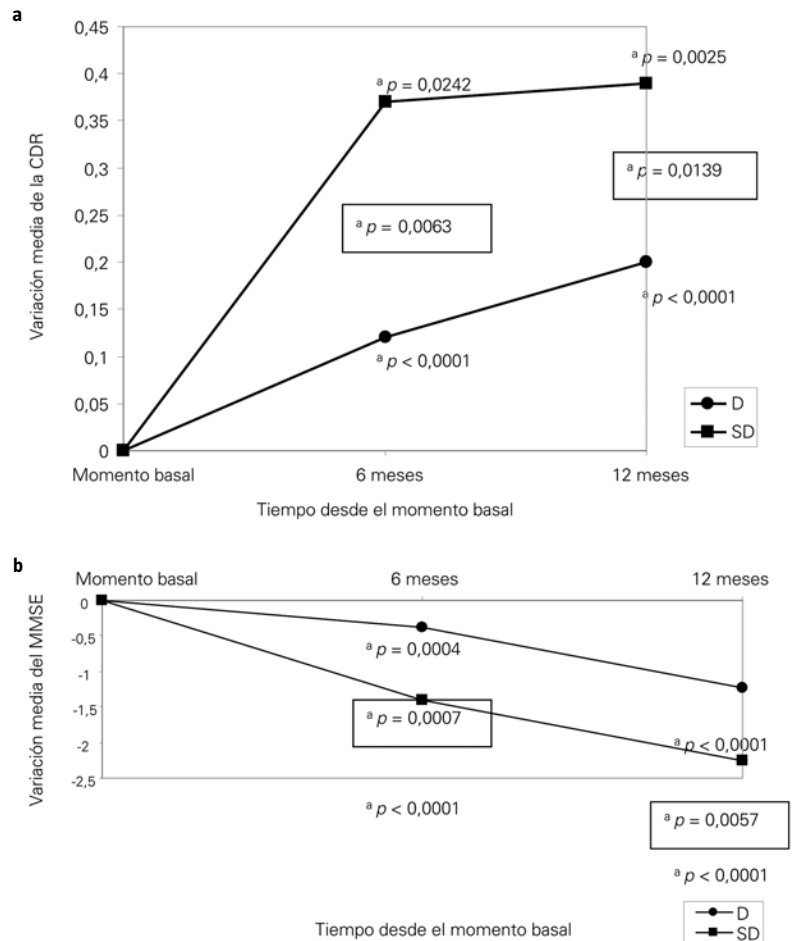 a
0,45
0,4
0,35
0,3
0,25
0,2
0,15
0,1
0,05
0
Variación media de la CDR
a p = 0,0242
a p = 0,0025
a p = 0,0139
a p = 0,0063
a p < 0,0001
a p < 0,0001
D
SD
Momento basal
6 meses
12 meses
Tiempo desde el momento basal
b
Momento basal
6 meses
12 meses
0
-0,5
-1
-1,5
-2
-2,5
Variación media del MMSE
a p = 0,0004
a p = 0,0007
a p < 0,0001
a p < 0,0001
a p = 0,0057
a p < 0,0001
D
SD
Tiempo desde el momento basal